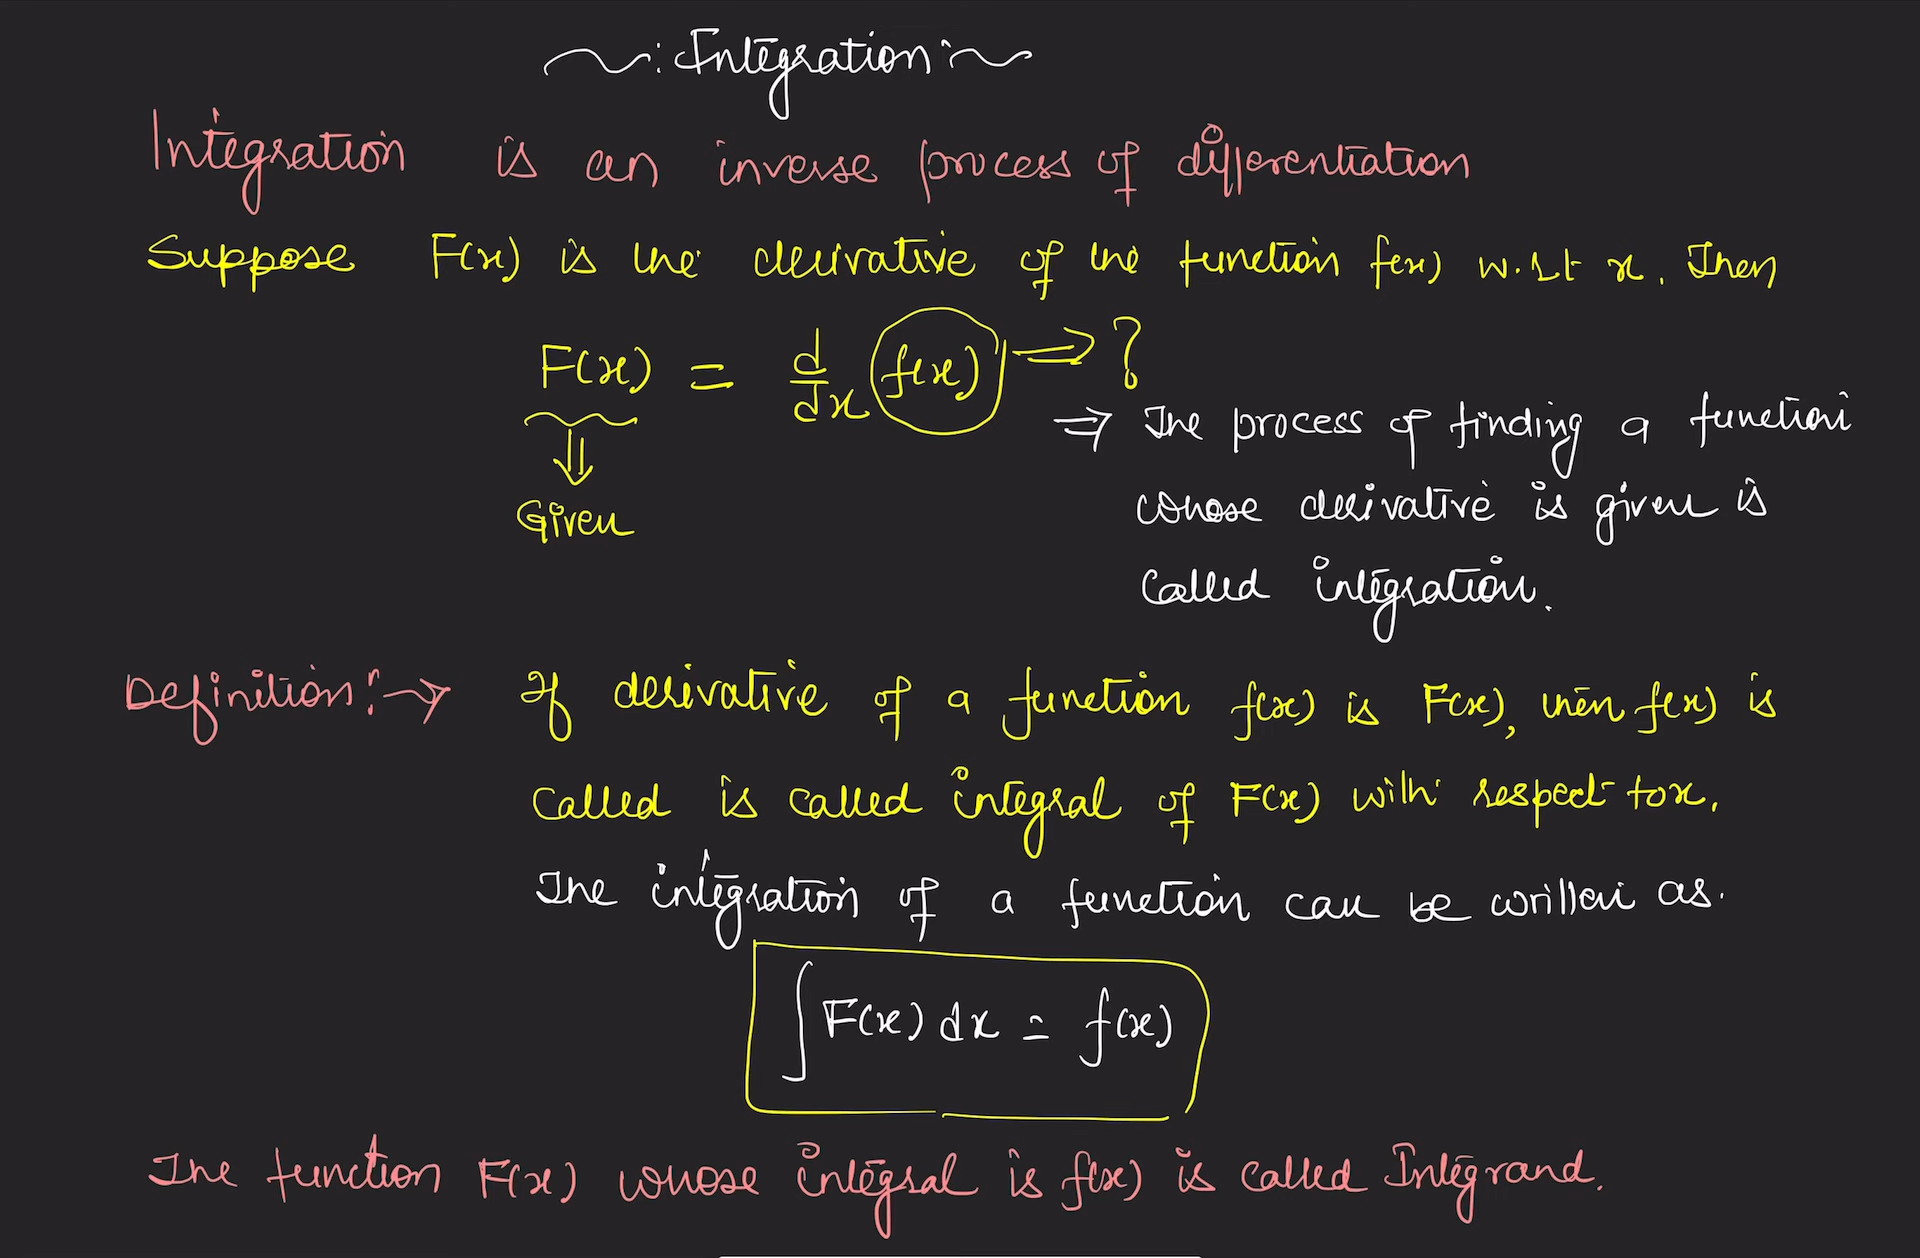 ~: Integration :~
Integration is an inverse process of differentiation
Suppose F(x) is the derivative of the function f(x) w.r.t x. Then
F(x) = d/dx (f(x)) ⇒ ?
⇓
Given
⇒ The process of finding a function
whose derivative is given is
called integration.
Definition:→ If derivative of a function f(x) is F(x), then f(x) is
called is called integral of F(x) with respect to x.
The integration of a function can be written as.
∫F(x) dx = f(x)
The function F(x) whose integral is f(x) is called Integrand.